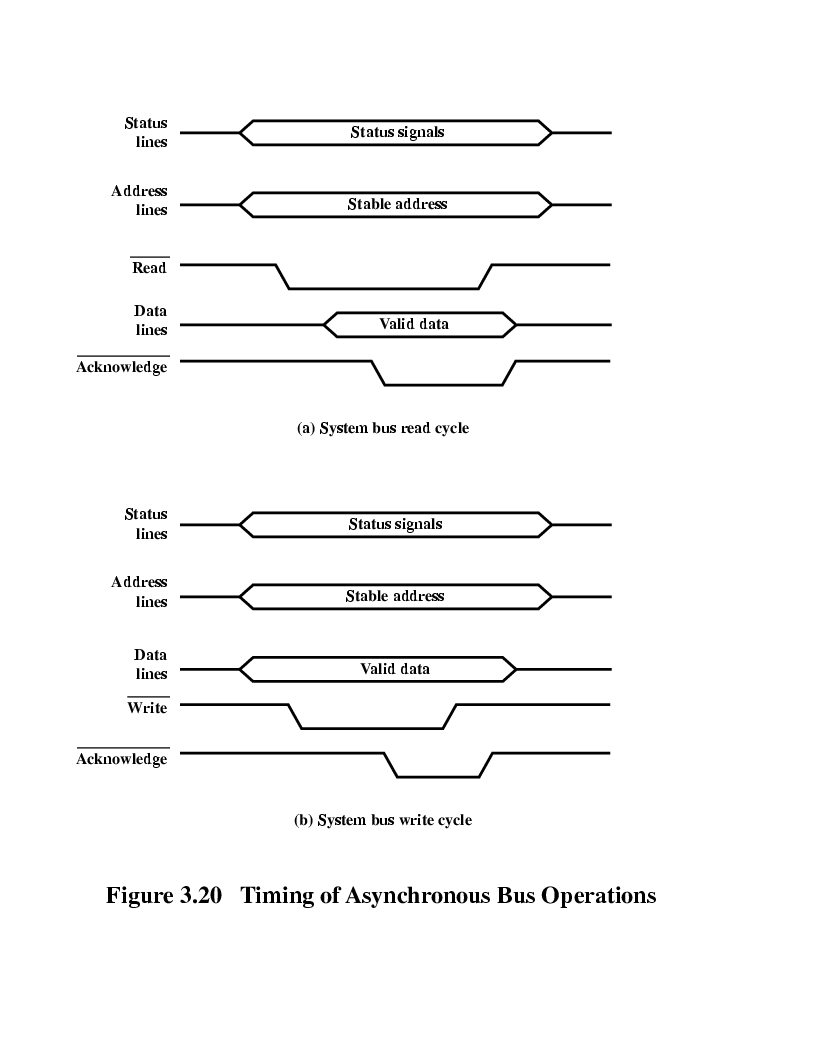 Status
lines
Status signals
Address
lines
Stable address
Read
Data
lines
Valid data
Acknowledge
(a) System bus read cycle
Status
lines
Status signals
Address
lines
Stable address
Data
lines
Valid data
Write
Acknowledge
(b) System bus write cycle
Figure 3.20 Timing of Asynchronous Bus Operations